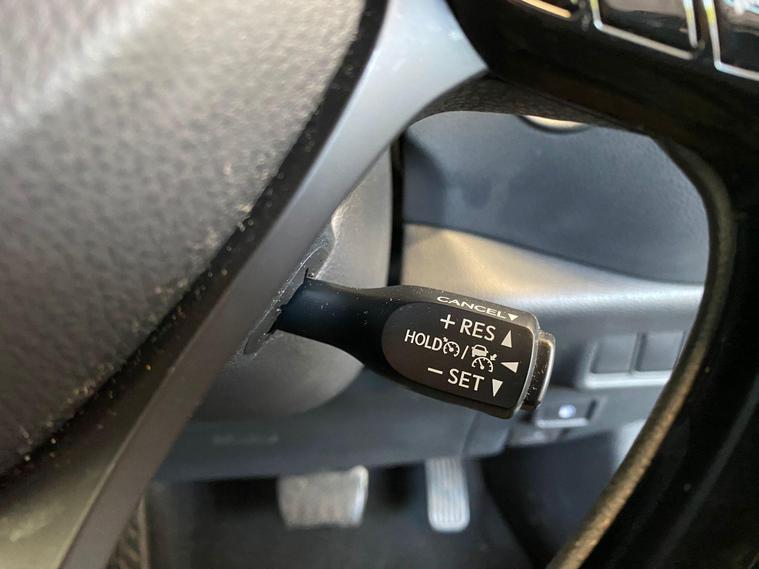 CANCEL▼
+ RES ▲
HOLD /
− SET ▼